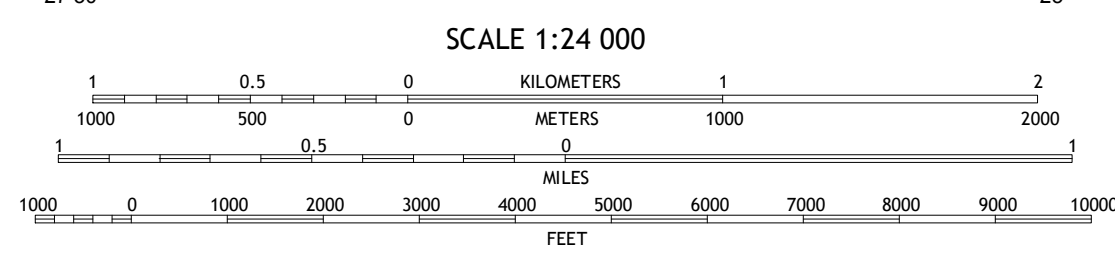 SCALE 1:24 000
1 0.5 0 KILOMETERS 1 2
1000 500 0 METERS 1000 2000
1 0.5 0 1
MILES
1000 0 1000 2000 3000 4000 5000 6000 7000 8000 9000 10000
FEET